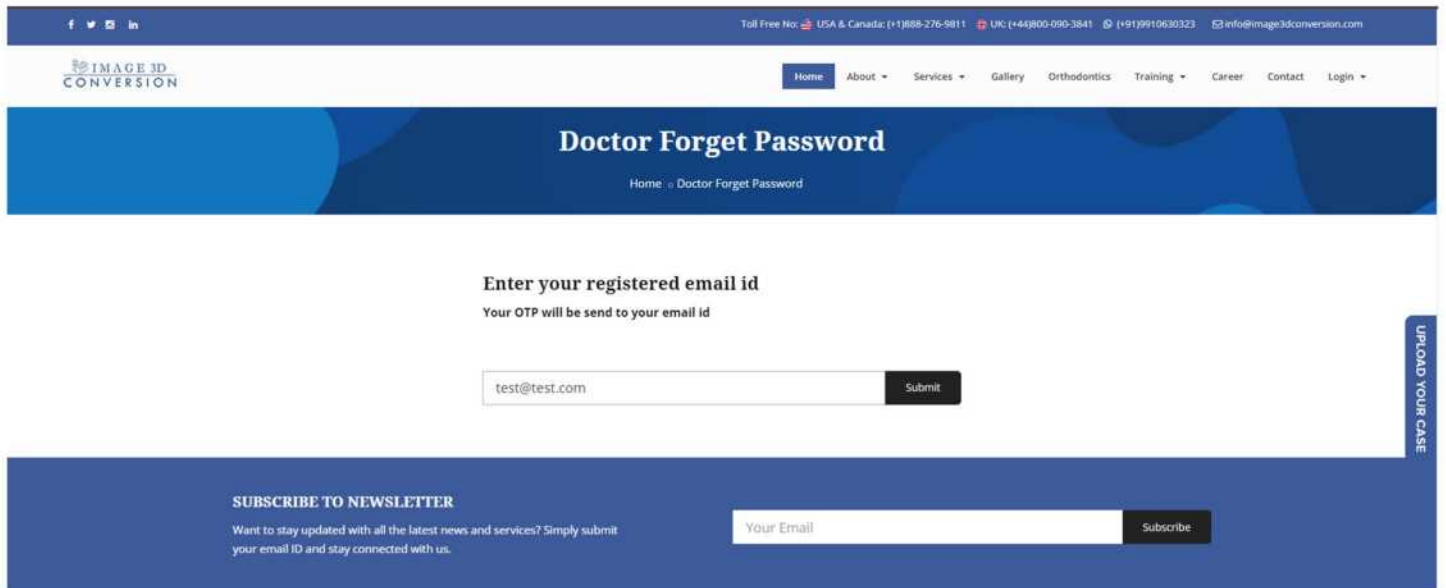 Toll Free No: USA & Canada: (+1)888-276-9811 UK: (+44)800-090-3841 (+91)9910630323 info@image3dconversion.com
IMAGE 3D
CONVERSION
Home About Services Gallery Orthodontics Training Career Contact Login
Doctor Forget Password
Home Doctor Forget Password
Enter your registered email id
Your OTP will be send to your email id
test@test.com Submit
UPLOAD YOUR CASE
SUBSCRIBE TO NEWSLETTER
Want to stay updated with all the latest news and services? Simply submit
your email ID and stay connected with us.
Your Email Subscribe